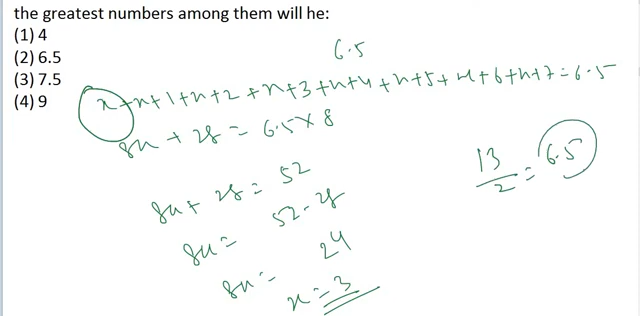 the greatest numbers among them will he:
(1) 4
(2) 6.5
(3) 7.5
(4) 9
6.5
x+x+1+x+2+x+3+x+4+x+5+x+6+x+7=6.5
8x+28=6.5×8
8x+28=52
8x=52-28
8x=24
x=3
13/2=6.5